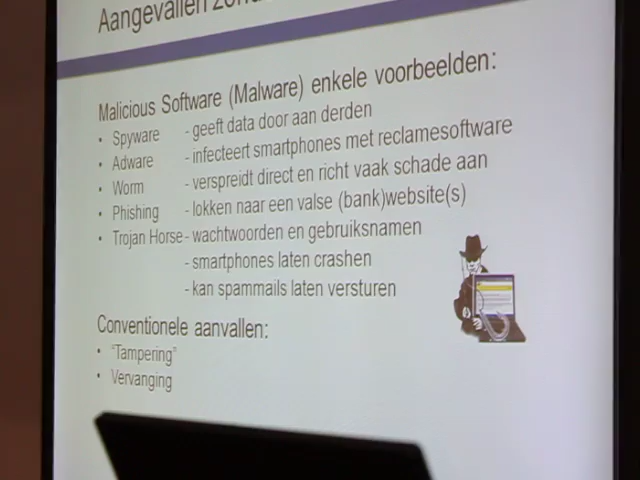 Aangevallen
Malicious Software (Malware) enkele voorbeelden:
• Spyware - geeft data door aan derden
• Adware - infecteert smartphones met reclamesoftware
• Worm - verspreidt direct en richt vaak schade aan
• Phishing - lokken naar een valse (bank)website(s)
• Trojan Horse - wachtwoorden en gebruiksnamen
- smartphones laten crashen
- kan spammails laten versturen
Conventionele aanvallen:
• "Tampering"
• Vervanging